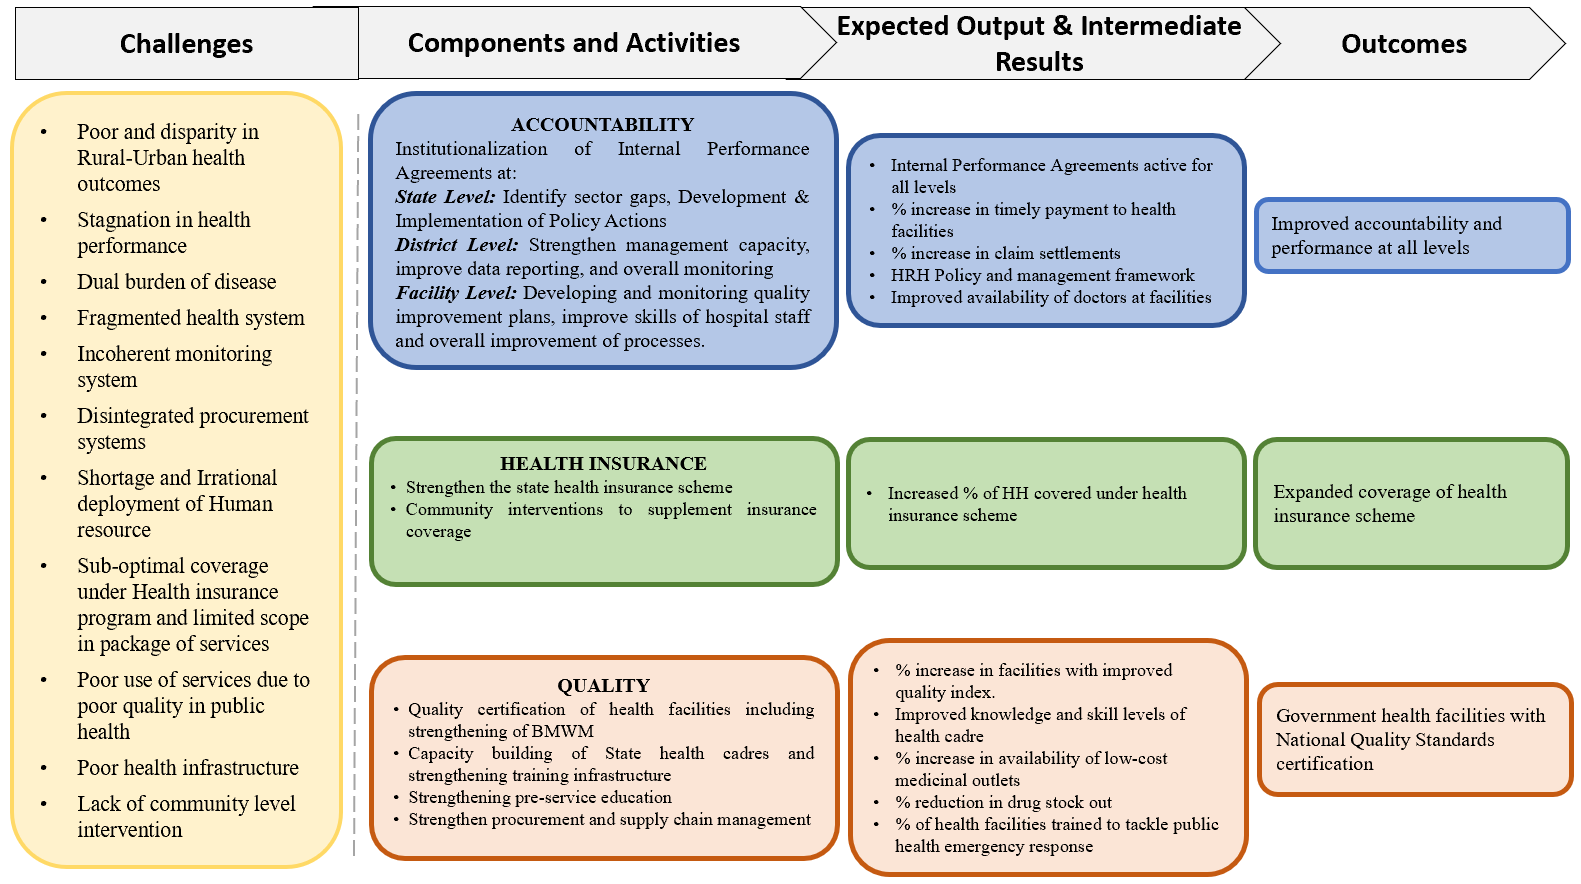 Challenges
Components and Activities
Expected Output & Intermediate
Results
Outcomes
• Poor and disparity in
Rural-Urban health
outcomes
• Stagnation in health
performance
• Dual burden of disease
• Fragmented health system
• Incoherent monitoring
system
• Disintegrated procurement
systems
• Shortage and Irrational
deployment of Human
resource
• Sub-optimal coverage
under Health insurance
program and limited scope
in package of services
• Poor use of services due to
poor quality in public
health
• Poor health infrastructure
• Lack of community level
intervention
ACCOUNTABILITY
Institutionalization of Internal Performance
Agreements at:
State Level: Identify sector gaps, Development &
Implementation of Policy Actions
District Level: Strengthen management capacity,
improve data reporting, and overall monitoring
Facility Level: Developing and monitoring quality
improvement plans, improve skills of hospital staff
and overall improvement of processes.
• Internal Performance Agreements active for
all levels
• % increase in timely payment to health
facilities
• % increase in claim settlements
• HRH Policy and management framework
• Improved availability of doctors at facilities
Improved accountability and
performance at all levels
HEALTH INSURANCE
• Strengthen the state health insurance scheme
• Community interventions to supplement insurance
coverage
• Increased % of HH covered under health
insurance scheme
Expanded coverage of health
insurance scheme
QUALITY
• Quality certification of health facilities including
strengthening of BMWM
• Capacity building of State health cadres and
strengthening training infrastructure
• Strengthening pre-service education
• Strengthen procurement and supply chain management
• % increase in facilities with improved
quality index.
• Improved knowledge and skill levels of
health cadre
• % increase in availability of low-cost
medicinal outlets
• % reduction in drug stock out
• % of health facilities trained to tackle public
health emergency response
Government health facilities with
National Quality Standards
certification